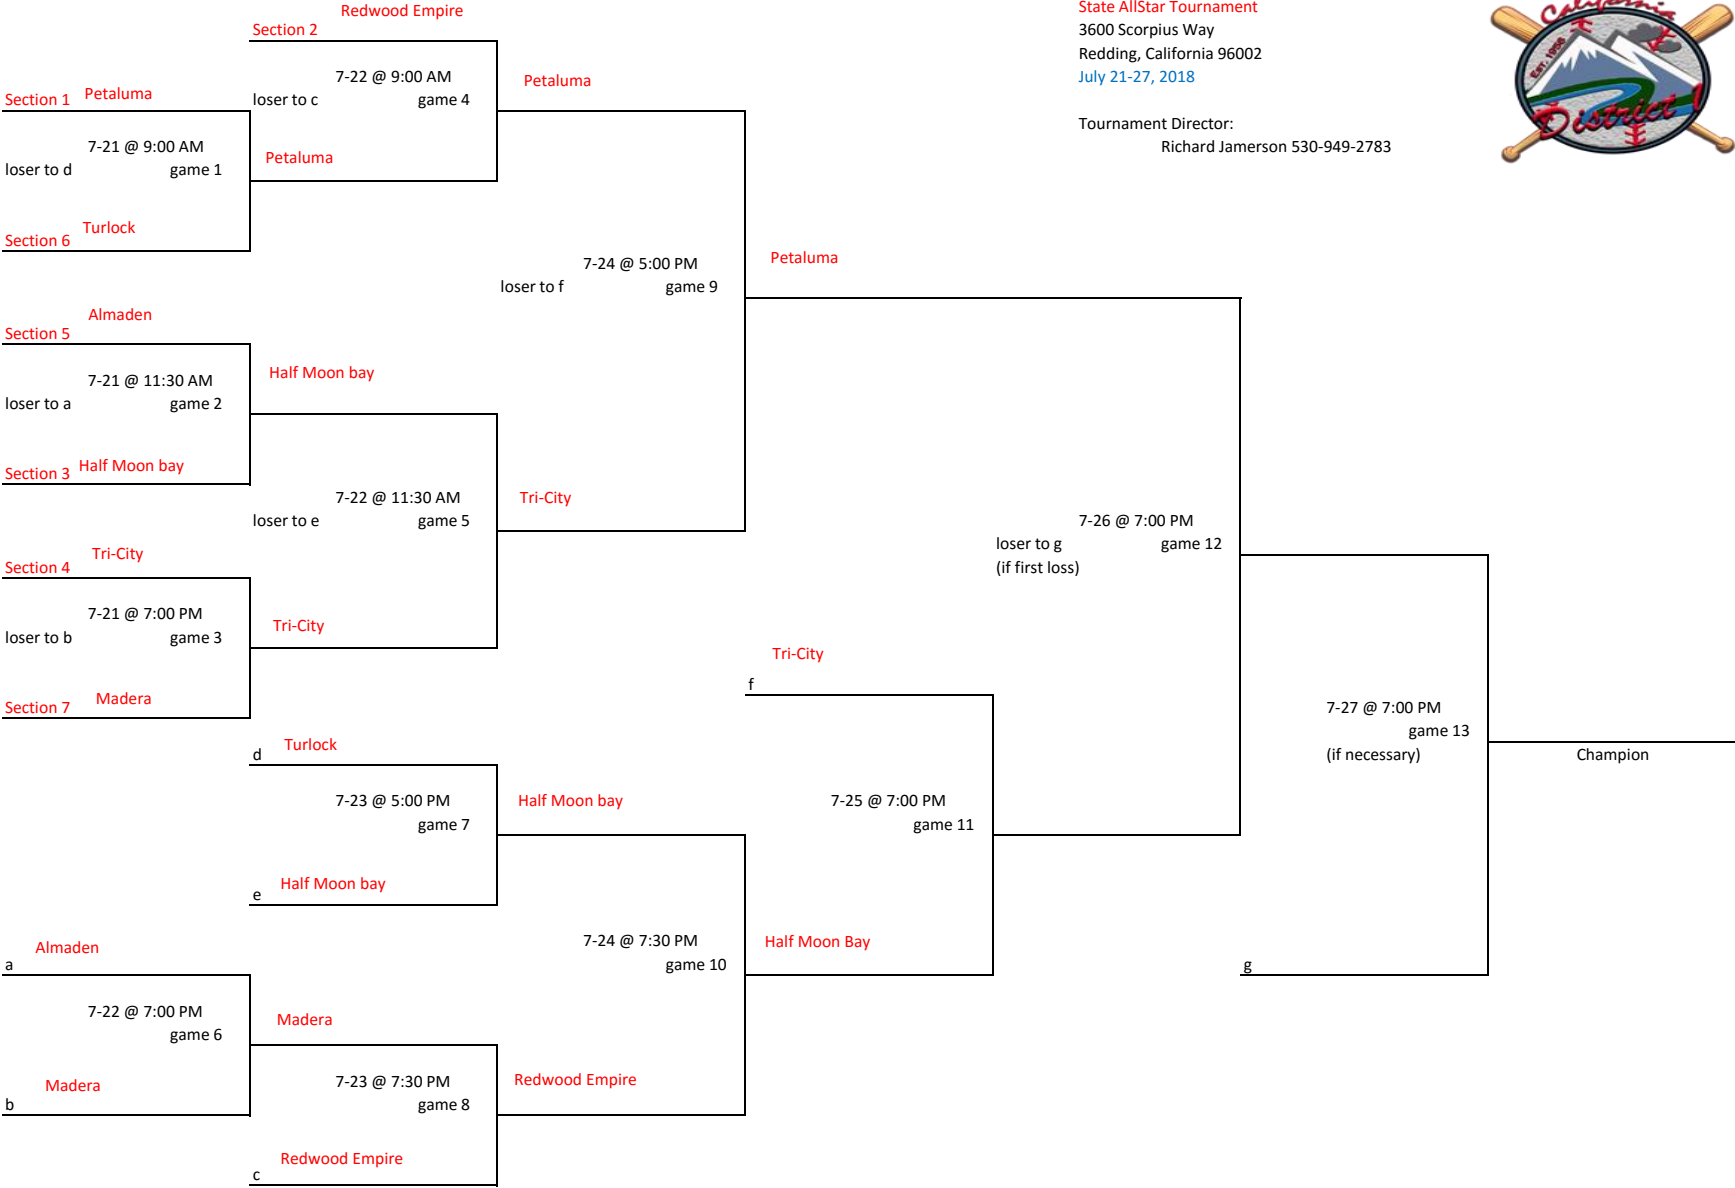 Redwood Empire
Section 2
7-22 @ 9:00 AM
loser to c game 4
Petaluma
Section 1 Petaluma
7-21 @ 9:00 AM
loser to d game 1
Petaluma
Section 6 Turlock
7-24 @ 5:00 PM
loser to f game 9
Petaluma
Almaden
Section 5
7-21 @ 11:30 AM
loser to a game 2
Half Moon bay
Section 3 Half Moon bay
7-22 @ 11:30 AM
loser to e game 5
Tri-City
Tri-City
Section 4
7-21 @ 7:00 PM
loser to b game 3
Tri-City
Section 7 Madera
7-26 @ 7:00 PM
loser to g game 12
(if first loss)
Tri-City
f
7-27 @ 7:00 PM
game 13
(if necessary)
Champion
d Turlock
7-23 @ 5:00 PM
game 7
Half Moon bay
7-25 @ 7:00 PM
game 11
e Half Moon bay
7-24 @ 7:30 PM
game 10
Half Moon Bay
g
Almaden
a
7-22 @ 7:00 PM
game 6
Madera
Madera
b
7-23 @ 7:30 PM
game 8
Redwood Empire
Redwood Empire
c
State AllStar Tournament
3600 Scorpius Way
Redding, California 96002
July 21-27, 2018
Tournament Director:
Richard Jamerson 530-949-2783
California
Est. 1956
District 1